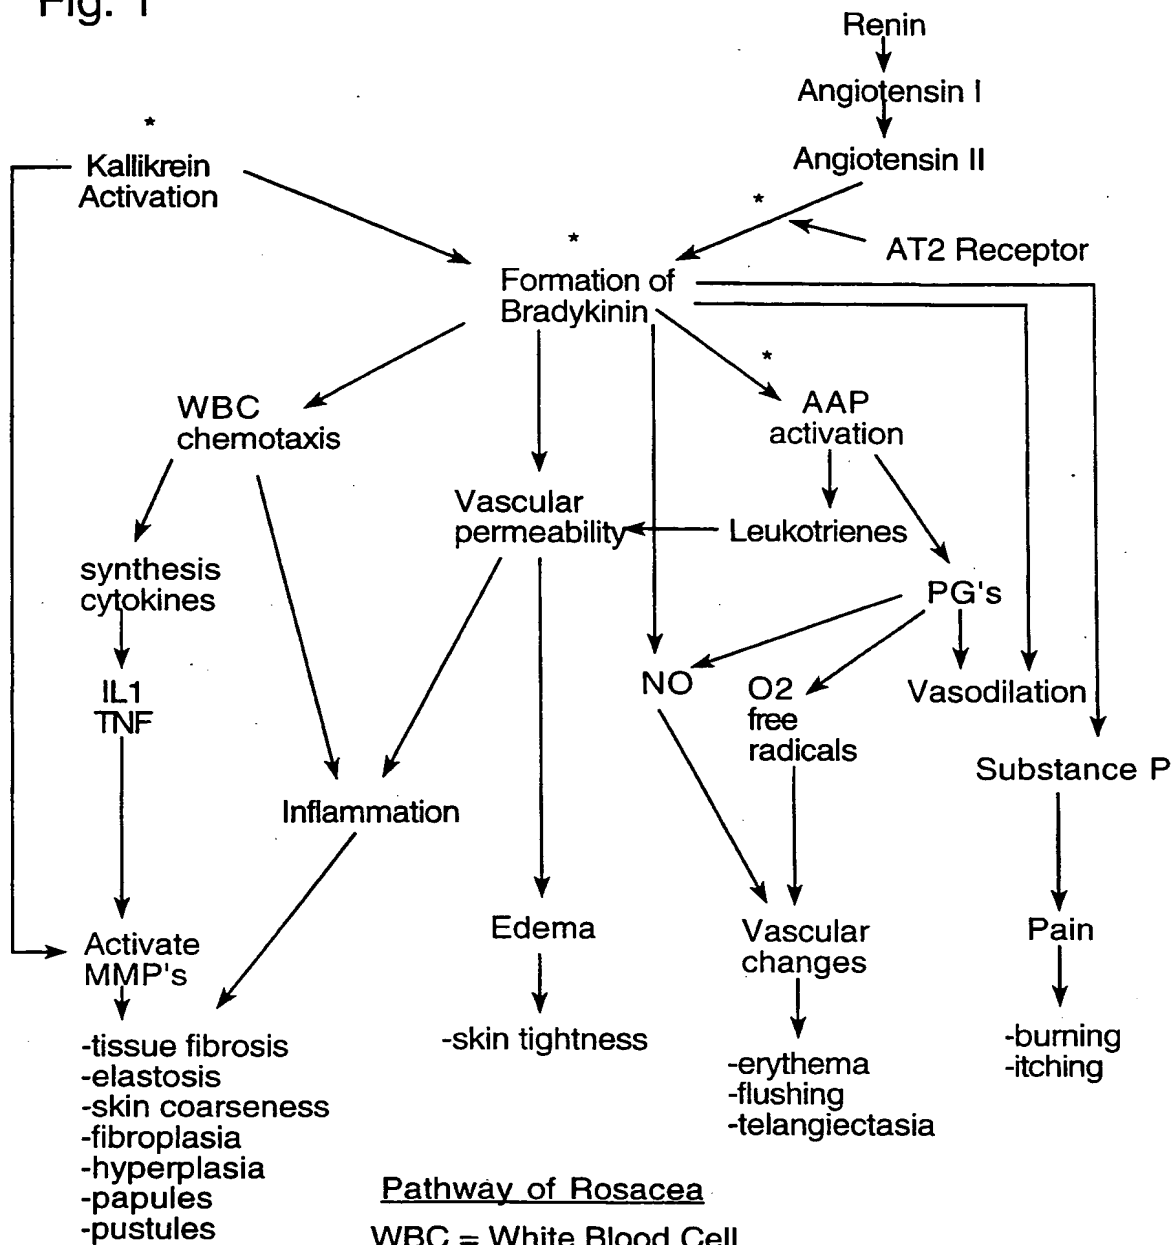 Fig. 1
Renin
Angiotensin I
*
Kallikrein
Activation
Angiotensin II
*
*
AT2 Receptor
Formation of
Bradykinin
*
WBC
chemotaxis
AAP
activation
Vascular
permeability
Leukotrienes
synthesis
cytokines
PG's
IL1
TNF
NO
O2
free
radicals
Vasodilation
Substance P
Inflammation
Activate
MMP's
Edema
Vascular
changes
Pain
-tissue fibrosis
-elastosis
-skin coarseness
-fibroplasia
-hyperplasia
-papules
-pustules
-skin tightness
-erythema
-flushing
-telangiectasia
-burning
-itching
Pathway of Rosacea
WBC = White Blood Cell